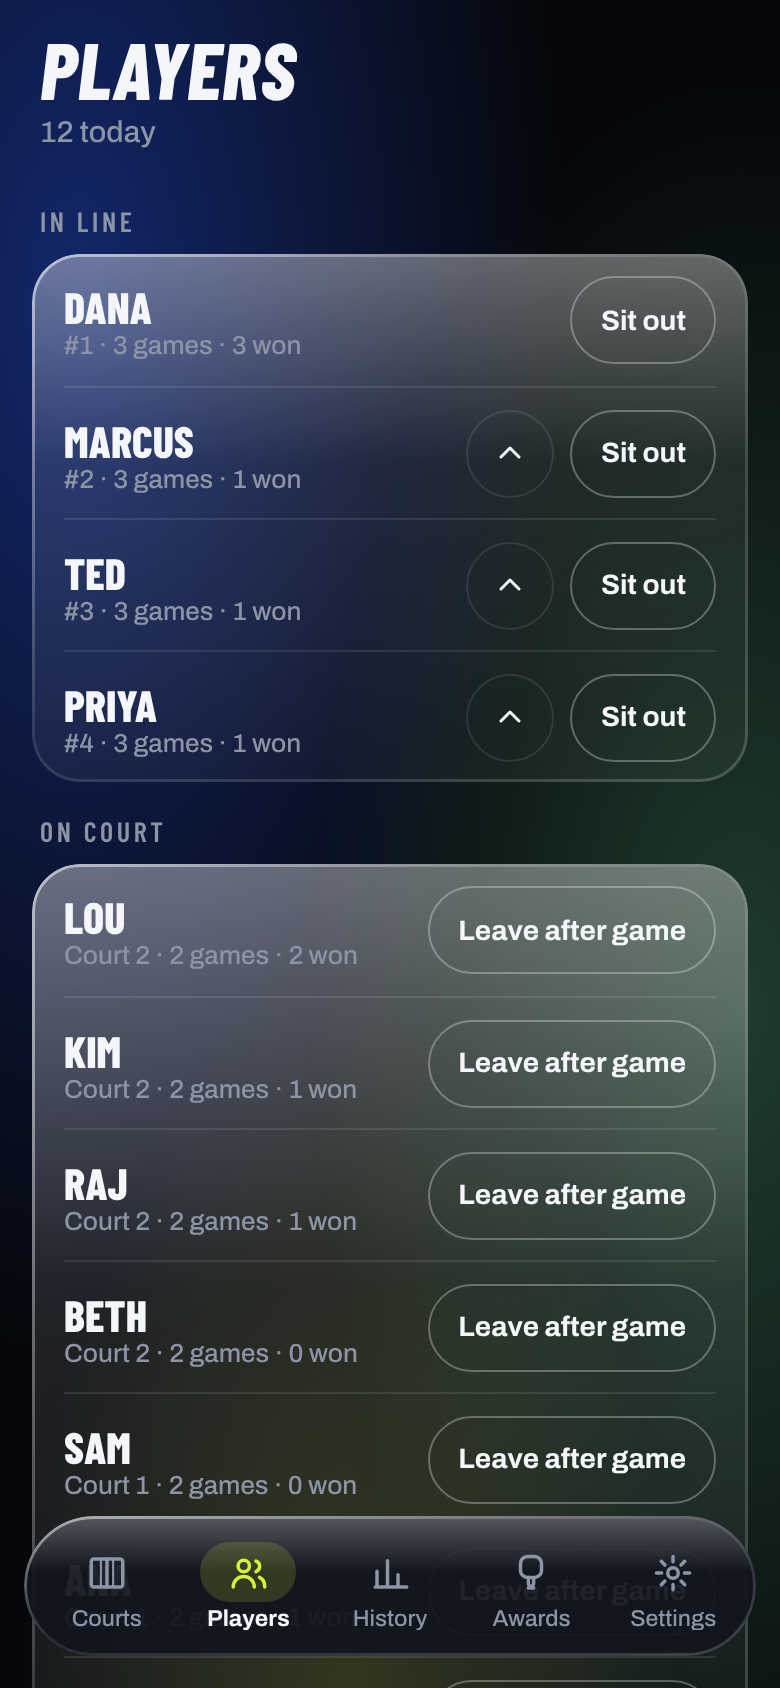 PLAYERS
12 today
IN LINE
DANA
#1 · 3 games · 3 won
Sit out
MARCUS
#2 · 3 games · 1 won
Sit out
TED
#3 · 3 games · 1 won
Sit out
PRIYA
#4 · 3 games · 1 won
Sit out
ON COURT
LOU
Court 2 · 2 games · 2 won
Leave after game
KIM
Court 2 · 2 games · 1 won
Leave after game
RAJ
Court 2 · 2 games · 1 won
Leave after game
BETH
Court 2 · 2 games · 0 won
Leave after game
SAM
Court 1 · 2 games · 0 won
Leave after game
ANA
Leave after game
Courts
Players
History
Awards
Settings